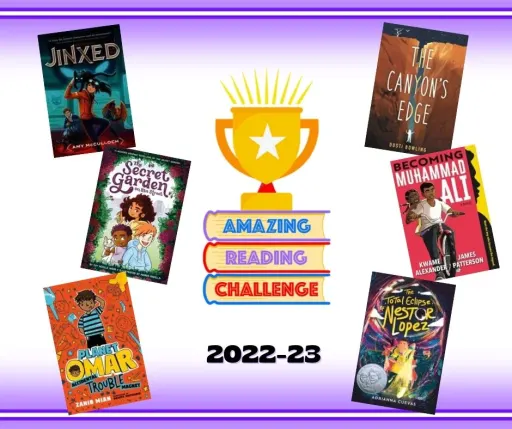 JINXED
AMY McCULLOCH
The
Secret
Garden
on 81st Street
PLANET
OMAR
ACCIDENTAL
TROUBLE
MAGNET
ZANIB MIAN
AMAZING
READING
CHALLENGE
2022-23
THE
CANYON'S
EDGE
DUSTI BOWLING
BECOMING
MUHAMMAD
ALI
KWAME
ALEXANDER
JAMES
PATTERSON
The
Total Eclipse
of
NESTOR
LOPEZ
ADRIANNA CUEVAS